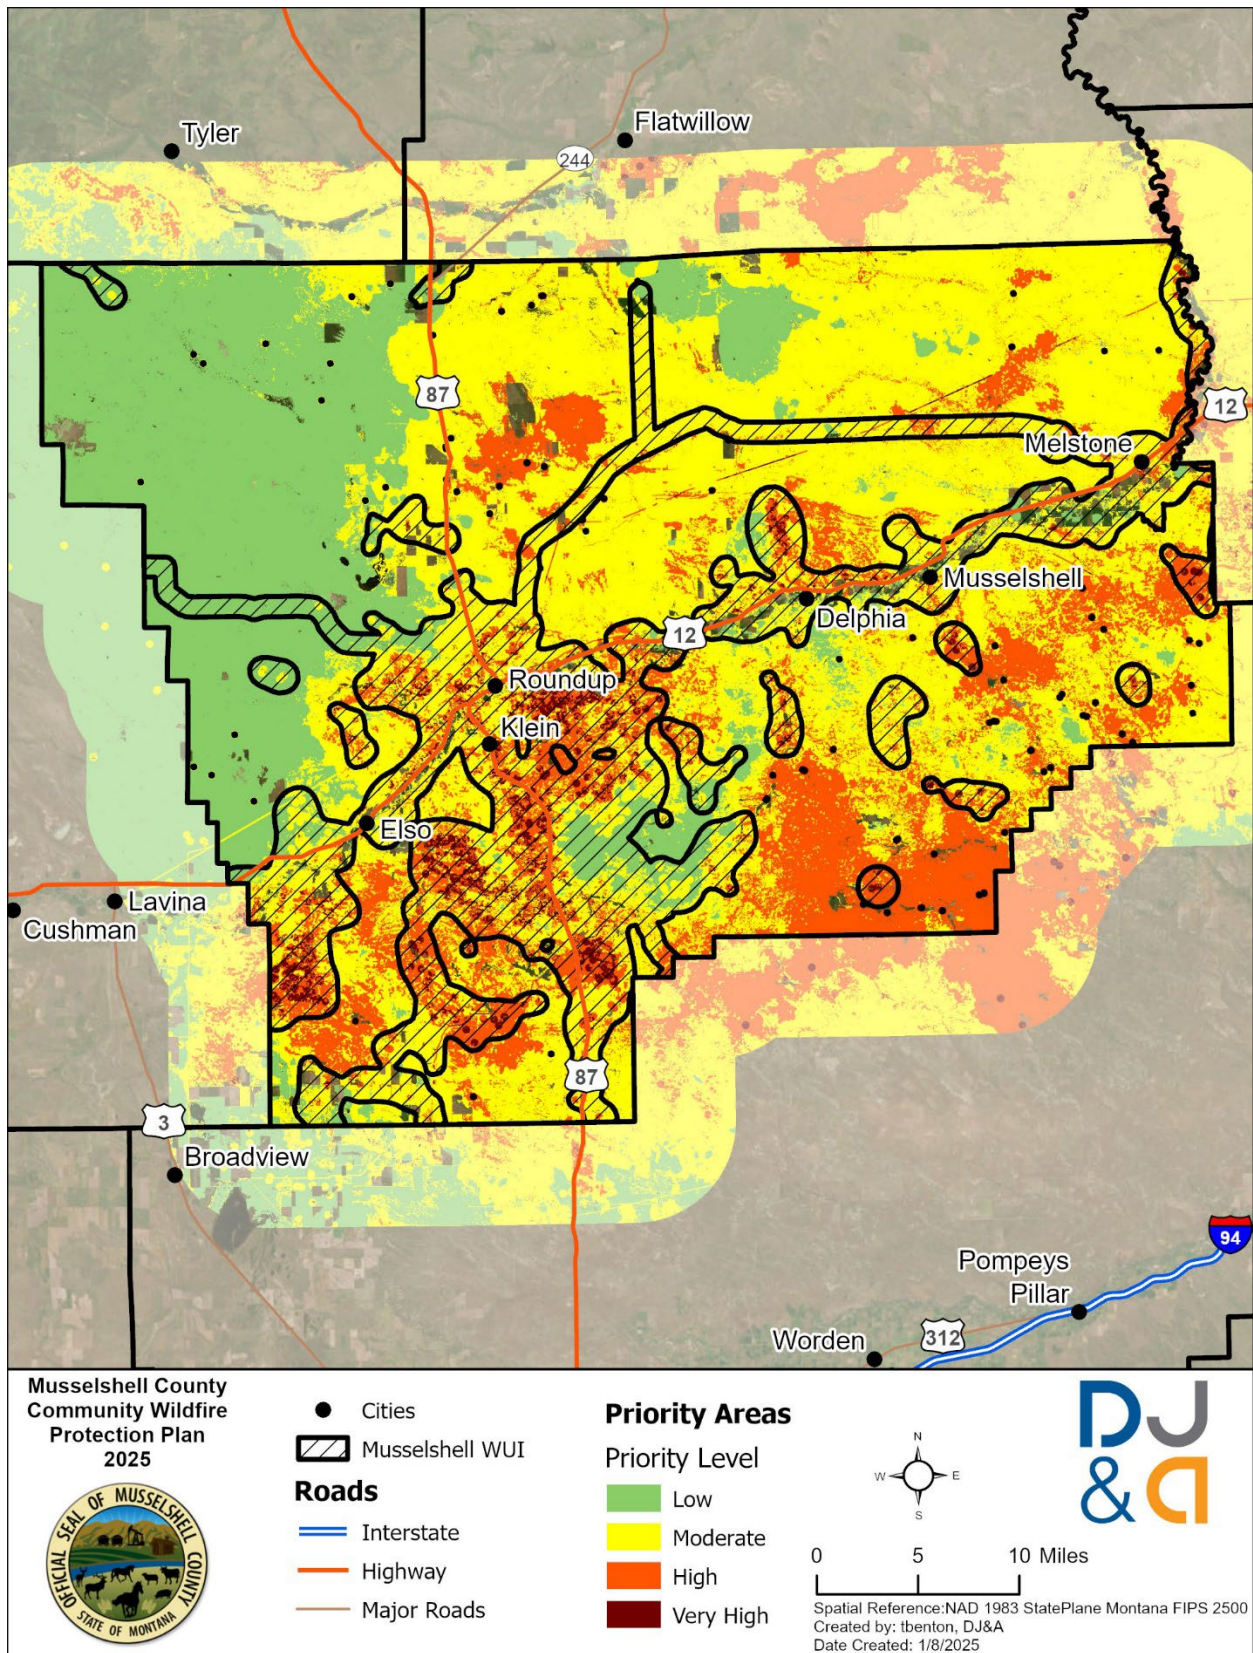 Tyler
Flatwillow
244
87
12
Melstone
Musselshell
Delphia
12
Roundup
Klein
Elso
Lavina
Cushman
87
3
Broadview
94
Pompeys
Pillar
312
Worden
Musselshell County
Community Wildfire
Protection Plan
2025
OFFICIAL SEAL OF MUSSELSHELL COUNTY
STATE OF MONTANA
Cities
Musselshell WUI
Roads
Interstate
Highway
Major Roads
Priority Areas
Priority Level
Low
Moderate
High
Very High
N
W E
S
0 5 10 Miles
Spatial Reference:NAD 1983 StatePlane Montana FIPS 2500
Created by: tbenton, DJ&A
Date Created: 1/8/2025
DJ
&A